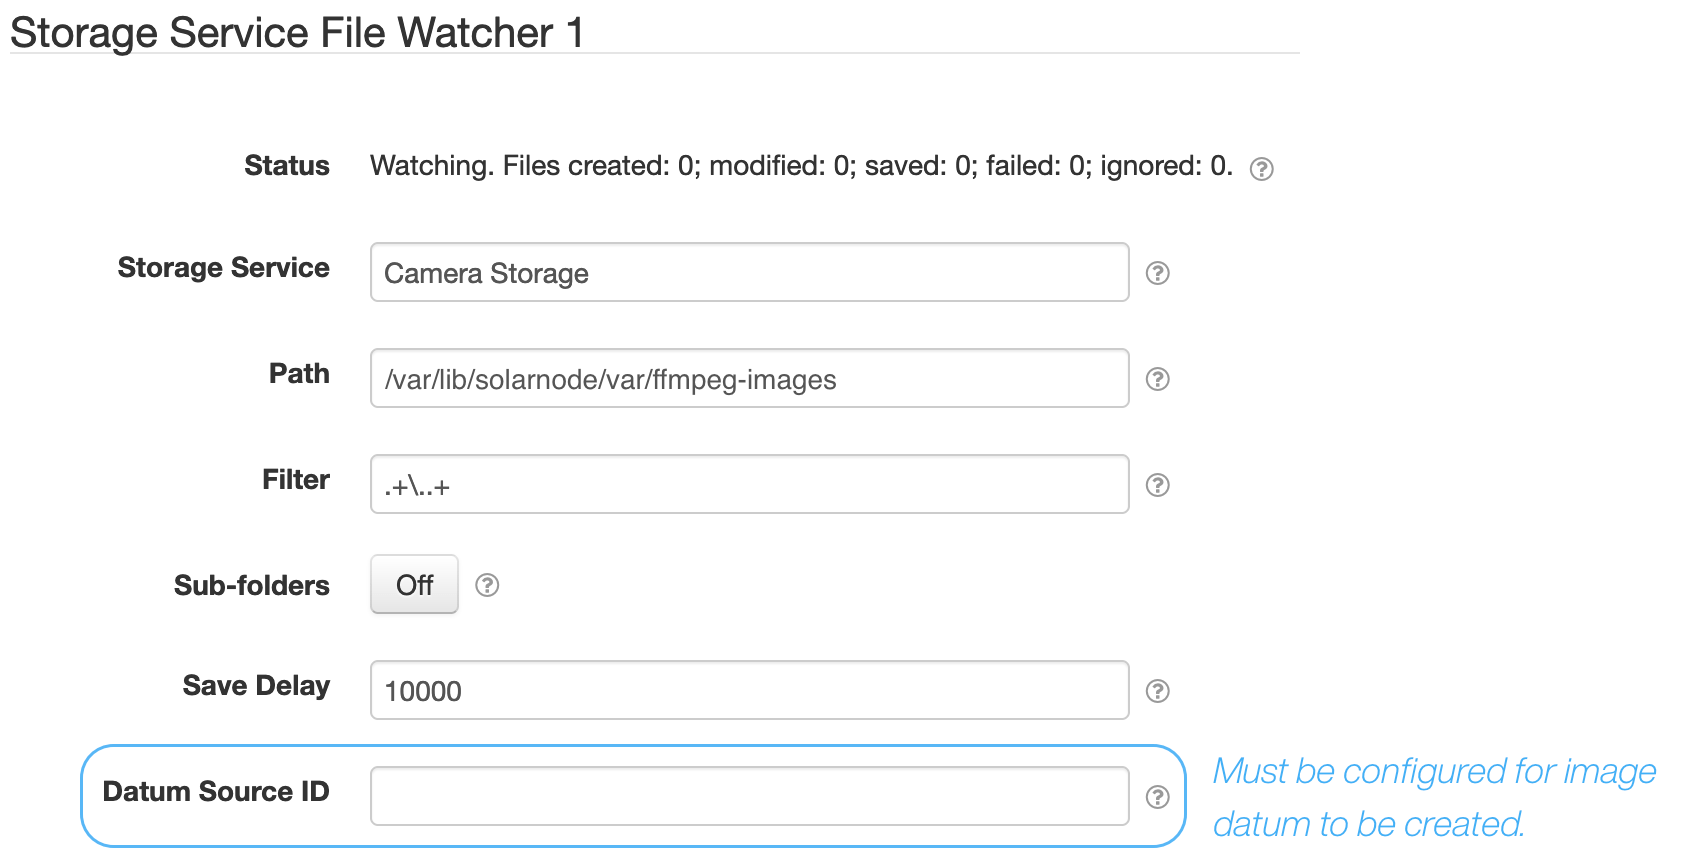 Storage Service File Watcher 1
Status Watching. Files created: 0; modified: 0; saved: 0; failed: 0; ignored: 0.
Storage Service Camera Storage
Path /var/lib/solarnode/var/ffmpeg-images
Filter .+\..+
Sub-folders Off
Save Delay 10000
Datum Source ID
Must be configured for image
datum to be created.